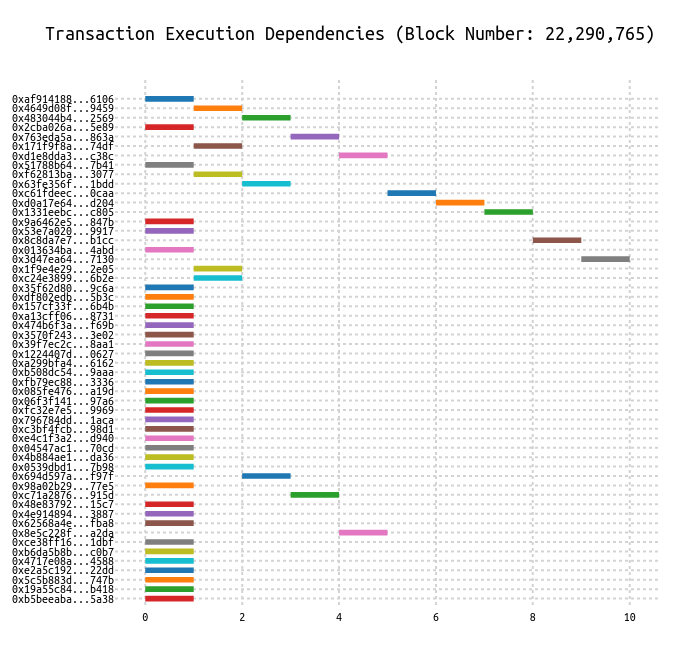 Transaction Execution Dependencies (Block Number: 22,290,765)
0xaf914188...6106
0x4649d08f...9459
0x483044b4...2569
0x2cba026a...5e89
0x763eda5a...863a
0x171f9f8a...74df
0xd1e8dda3...c38c
0x51788b64...7b41
0xf62813ba...3077
0x63fe356f...1bdd
0xc61fdeec...0caa
0xd0a17e64...d204
0x1331eebc...c805
0x9a6462e5...847b
0x53e7a020...9917
0x8c8da7e7...b1cc
0x013634ba...4abd
0x3d47ea64...7130
0x1f9e4e29...2e05
0xc24e3899...6b2e
0x35f62d80...9c6a
0xdf802edb...5b3c
0x157cf33f...6b4b
0xa13cff06...8731
0x474b6f3a...f69b
0x3570f243...3e02
0x39f7ec2c...8aa1
0x1224407d...0627
0xa299bfa4...6162
0xb508dc54...9aaa
0xfb79ec88...3336
0x085fe476...a19d
0x06f3f141...97a6
0xfc32e7e5...9969
0x796784dd...1aca
0xc3bf4fcb...98d1
0xe4c1f3a2...d940
0x04547ac1...70cd
0x4b884ae1...da36
0x0539dbd1...7b98
0x694d597a...f97f
0x98a02b29...77e5
0xc71a2876...915d
0x48e83792...15c7
0x4e914894...3887
0x62568a4e...fba8
0x8e5c228f...a2da
0xce38ff16...1dbf
0xb6da5b8b...c0b7
0x4717e08a...4588
0xe2a5c192...22dd
0x5c5b883d...747b
0x19a55c84...b418
0xb5beeaba...5a38
0 2 4 6 8 10